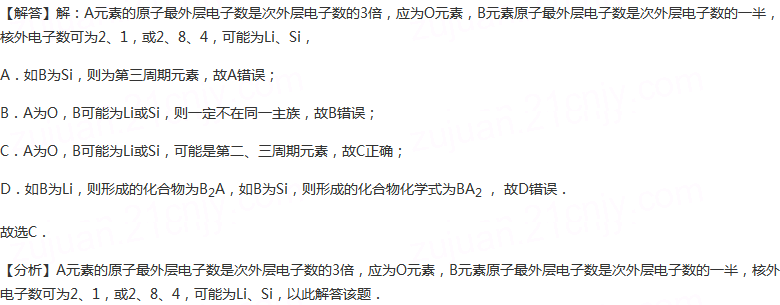 【解答】解：A元素的原子最外层电子数是次外层电子数的3倍，应为O元素，B元素原子最外层电子数是次外层电子数的一半，
核外电子数可为2、1，或2、8、4，可能为Li、Si，
A．如B为Si，则为第三周期元素，故A错误；
B．A为O，B可能为Li或Si，则一定不在同一主族，故B错误；
C．A为O，B可能为Li或Si，可能是第二、三周期元素，故C正确；
D．如B为Li，则形成的化合物为B₂A，如B为Si，则形成的化合物化学式为BA₂ ，故D错误．
故选C．
【分析】A元素的原子最外层电子数是次外层电子数的3倍，应为O元素，B元素原子最外层电子数是次外层电子数的一半，核外
电子数可为2、1，或2、8、4，可能为Li、Si，以此解答该题．